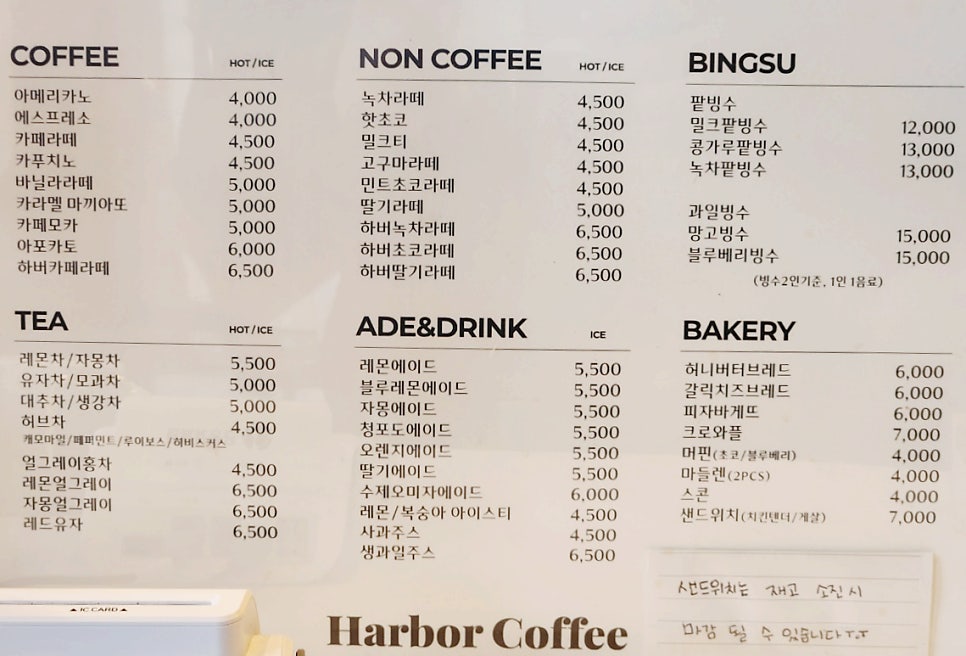 COFFEE HOT / ICE
아메리카노 4,000
에스프레소 4,000
카페라떼 4,500
카푸치노 4,500
바닐라라떼 5,000
카라멜 마끼아또 5,000
카페모카 5,000
아포카토 6,000
하버카페라떼 6,500
NON COFFEE HOT / ICE
녹차라떼 4,500
핫초코 4,500
밀크티 4,500
고구마라떼 4,500
민트초코라떼 4,500
딸기라떼 5,000
하버녹차라떼 6,500
하버초코라떼 6,500
하버딸기라떼 6,500
BINGSU
팥빙수
밀크팥빙수 12,000
콩가루팥빙수 13,000
녹차팥빙수 13,000
과일빙수
망고빙수 15,000
블루베리빙수 15,000
(빙수2인기준, 1인 1음료)
TEA HOT / ICE
레몬차/자몽차 5,500
유자차/모과차 5,000
대추차/생강차 5,000
허브차 4,500
캐모마일/페퍼민트/루이보스/히비스커스
얼그레이홍차 4,500
레몬얼그레이 6,500
자몽얼그레이 6,500
레드유자 6,500
ADE&DRINK ICE
레몬에이드 5,500
블루레몬에이드 5,500
자몽에이드 5,500
청포도에이드 5,500
오렌지에이드 5,500
딸기에이드 5,500
수제오미자에이드 6,000
레몬/복숭아 아이스티 4,500
사과주스 4,500
생과일주스 6,500
BAKERY
허니버터브레드 6,000
갈릭치즈브레드 6,000
피자바게뜨 6,000
크로와플 7,000
머핀(초코/블루베리) 4,000
마들렌(2PCS) 4,000
스콘 4,000
샌드위치(치킨텐더/게살) 7,000
샌드위치는 재고 소진시
마감 될 수 있습니다T.T
▲IC CARD▲
Harbor Coffee